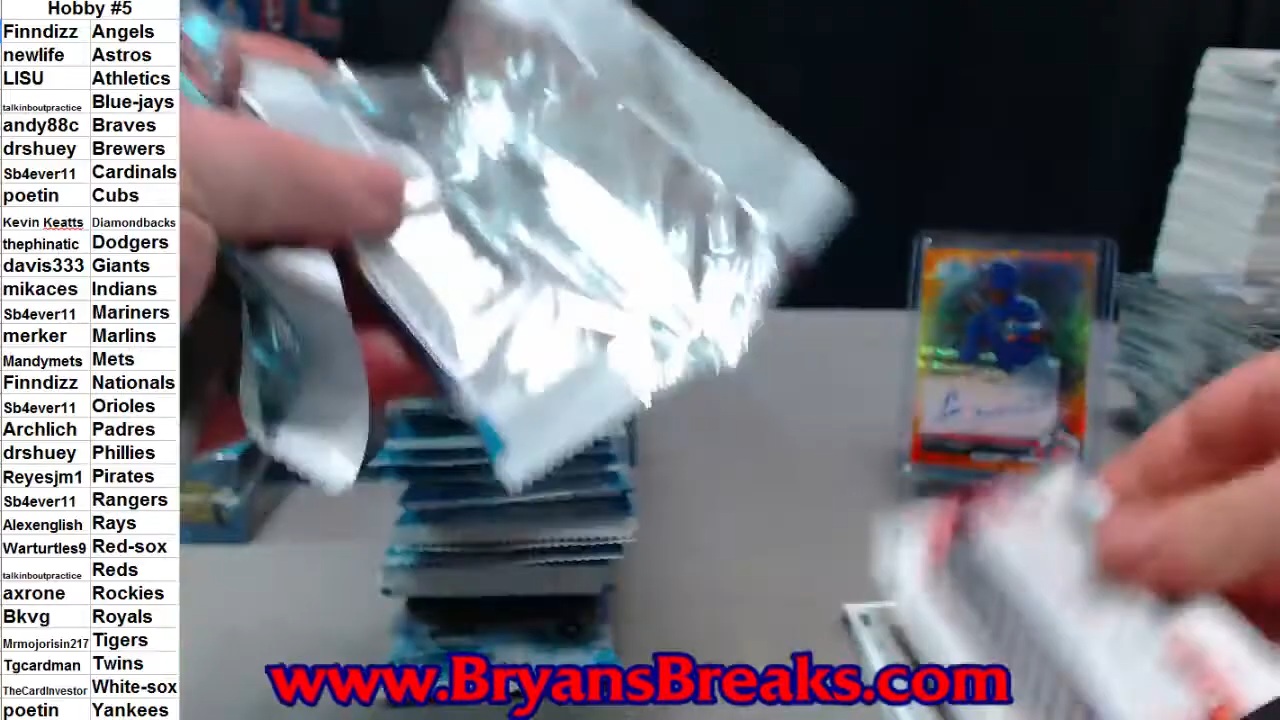 Hobby #5
Finndizz Angels
newlife Astros
LISU Athletics
talkinboutpractice Blue-jays
andy88c Braves
drshuey Brewers
Sb4ever11 Cardinals
poetin Cubs
Kevin Keatts Diamondbacks
thephinatic Dodgers
davis333 Giants
mikaces Indians
Sb4ever11 Mariners
merker Marlins
Mandymets Mets
Finndizz Nationals
Sb4ever11 Orioles
Archlich Padres
drshuey Phillies
Reyesjm1 Pirates
Sb4ever11 Rangers
Alexenglish Rays
Warturtles9 Red-sox
talkinboutpractice Reds
axrone Rockies
Bkvg Royals
Mrmojorisin217 Tigers
Tgcardman Twins
TheCardInvestor White-sox
poetin Yankees
www.BryansBreaks.com